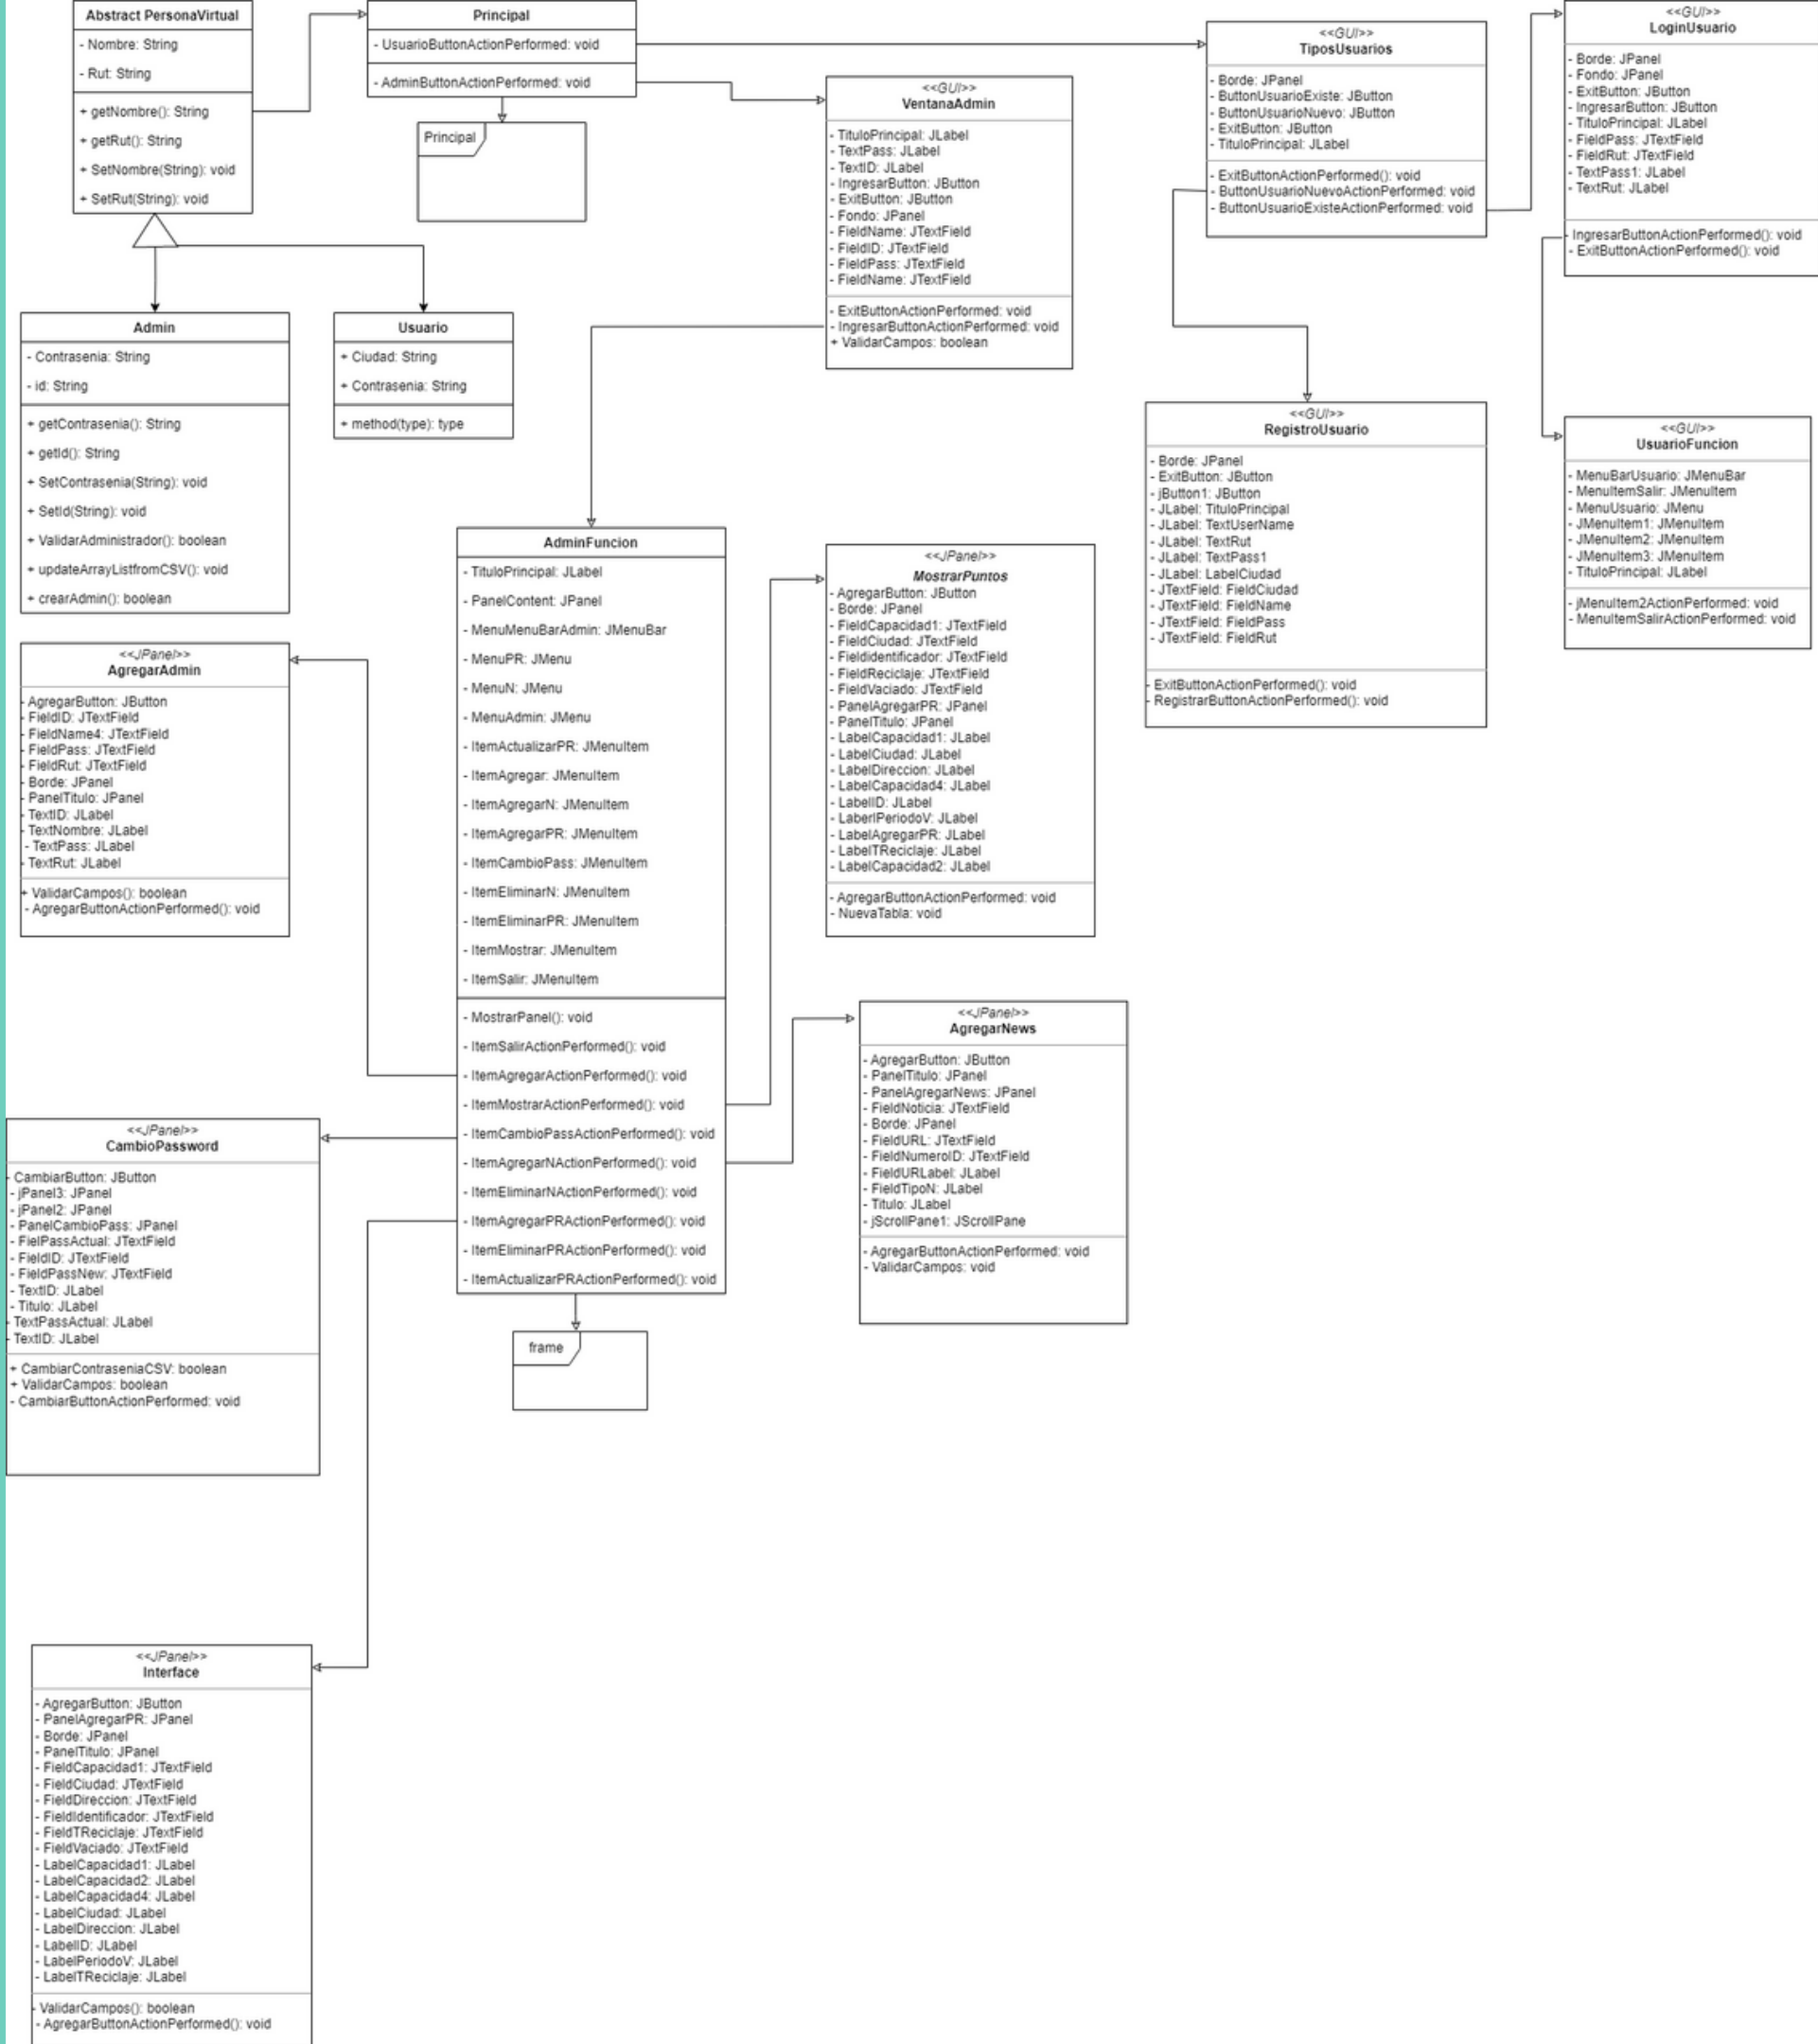 Abstract PersonaVirtual
- Nombre: String
- Rut: String
+ getNombre(): String
+ getRut(): String
+ SetNombre(String): void
+ SetRut(String): void
Principal
- UsuarioButtonActionPerformed: void
- AdminButtonActionPerformed: void
Principal
<<GUI>>
VentanaAdmin
- TituloPrincipal: JLabel
- TextPass: JLabel
- TextID: JLabel
- IngresarButton: JButton
- ExitButton: JButton
- Fondo: JPanel
- FieldName: JTextField
- FieldID: JTextField
- FieldPass: JTextField
- FieldName: JTextField
- ExitButtonActionPerformed: void
- IngresarButtonActionPerformed: void
+ ValidarCampos: boolean
<<GUI>>
TiposUsuarios
- Borde: JPanel
- ButtonUsuarioExiste: JButton
- ButtonUsuarioNuevo: JButton
- ExitButton: JButton
- TituloPrincipal: JLabel
- ExitButtonActionPerformed(): void
- ButtonUsuarioNuevoActionPerformed: void
- ButtonUsuarioExisteActionPerformed: void
<<GUI>>
LoginUsuario
- Borde: JPanel
- Fondo: JPanel
- ExitButton: JButton
- IngresarButton: JButton
- TituloPrincipal: JLabel
- FieldPass: JTextField
- FieldRut: JTextField
- TextPass1: JLabel
- TextRut: JLabel
- IngresarButtonActionPerformed(): void
- ExitButtonActionPerformed(): void
Admin
- Contrasenia: String
- id: String
+ getContrasenia(): String
+ getId(): String
+ SetContrasenia(String): void
+ SetId(String): void
+ ValidarAdministrador(): boolean
+ updateArrayListfromCSV(): void
+ crearAdmin(): boolean
Usuario
+ Ciudad: String
+ Contrasenia: String
+ method(type): type
<<GUI>>
RegistroUsuario
- Borde: JPanel
- ExitButton: JButton
- jButton1: JButton
- JLabel: TituloPrincipal
- JLabel: TextUserName
- JLabel: TextRut
- JLabel: TextPass1
- JLabel: LabelCiudad
- JTextField: FieldCiudad
- JTextField: FieldName
- JTextField: FieldPass
- JTextField: FieldRut
- ExitButtonActionPerformed(): void
- RegistrarButtonActionPerformed(): void
<<GUI>>
UsuarioFuncion
- MenuBarUsuario: JMenuBar
- MenuItemSalir: JMenuItem
- MenuUsuario: JMenu
- JMenuItem1: JMenuItem
- JMenuItem2: JMenuItem
- JMenuItem3: JMenuItem
- TituloPrincipal: JLabel
- jMenuItem2ActionPerformed: void
- MenuItemSalirActionPerformed: void
AdminFuncion
- TituloPrincipal: JLabel
- PanelContent: JPanel
- MenuMenuBarAdmin: JMenuBar
- MenuPR: JMenu
- MenuN: JMenu
- MenuAdmin: JMenu
- ItemActualizarPR: JMenuItem
- ItemAgregar: JMenuItem
- ItemAgregarN: JMenuItem
- ItemAgregarPR: JMenuItem
- ItemCambioPass: JMenuItem
- ItemEliminarN: JMenuItem
- ItemEliminarPR: JMenuItem
- ItemMostrar: JMenuItem
- ItemSalir: JMenuItem
- MostrarPanel(): void
- ItemSalirActionPerformed(): void
- ItemAgregarActionPerformed(): void
- ItemMostrarActionPerformed(): void
- ItemCambioPassActionPerformed(): void
- ItemAgregarNActionPerformed(): void
- ItemEliminarNActionPerformed(): void
- ItemAgregarPRActionPerformed(): void
- ItemEliminarPRActionPerformed(): void
- ItemActualizarPRActionPerformed(): void
frame
<<JPanel>>
MostrarPuntos
- AgregarButton: JButton
- Borde: JPanel
- FieldCapacidad1: JTextField
- FieldCiudad: JTextField
- Fieldidentificador: JTextField
- FieldReciclaje: JTextField
- FieldVaciado: JTextField
- PanelAgregarPR: JPanel
- PanelTitulo: JPanel
- LabelCapacidad1: JLabel
- LabelCiudad: JLabel
- LabelDireccion: JLabel
- LabelCapacidad4: JLabel
- LabelID: JLabel
- LaberlPeriodoV: JLabel
- LabelAgregarPR: JLabel
- LabelTReciclaje: JLabel
- LabelCapacidad2: JLabel
- AgregarButtonActionPerformed: void
- NuevaTabla: void
<<JPanel>>
AgregarAdmin
- AgregarButton: JButton
- FieldID: JTextField
- FieldName4: JTextField
- FieldPass: JTextField
- FieldRut: JTextField
- Borde: JPanel
- PanelTitulo: JPanel
- TextID: JLabel
- TextNombre: JLabel
- TextPass: JLabel
- TextRut: JLabel
+ ValidarCampos(): boolean
- AgregarButtonActionPerformed(): void
<<JPanel>>
AgregarNews
- AgregarButton: JButton
- PanelTitulo: JPanel
- PanelAgregarNews: JPanel
- FieldNoticia: JTextField
- Borde: JPanel
- FieldURL: JTextField
- FieldNumeroID: JTextField
- FieldURLabel: JLabel
- FieldTipoN: JLabel
- Titulo: JLabel
- jScrollPane1: JScrollPane
- AgregarButtonActionPerformed: void
- ValidarCampos: void
<<JPanel>>
CambioPassword
- CambiarButton: JButton
- jPanel3: JPanel
- jPanel2: JPanel
- PanelCambioPass: JPanel
- FielPassActual: JTextField
- FieldID: JTextField
- FieldPassNew: JTextField
- TextID: JLabel
- Titulo: JLabel
- TextPassActual: JLabel
- TextID: JLabel
+ CambiarContraseniaCSV: boolean
+ ValidarCampos: boolean
- CambiarButtonActionPerformed: void
<<JPanel>>
Interface
- AgregarButton: JButton
- PanelAgregarPR: JPanel
- Borde: JPanel
- PanelTitulo: JPanel
- FieldCapacidad1: JTextField
- FieldCiudad: JTextField
- FieldDireccion: JTextField
- FieldIdentificador: JTextField
- FieldTReciclaje: JTextField
- FieldVaciado: JTextField
- LabelCapacidad1: JLabel
- LabelCapacidad2: JLabel
- LabelCapacidad4: JLabel
- LabelCiudad: JLabel
- LabelDireccion: JLabel
- LabelID: JLabel
- LabelPeriodoV: JLabel
- LabelTReciclaje: JLabel
- ValidarCampos(): boolean
- AgregarButtonActionPerformed(): void